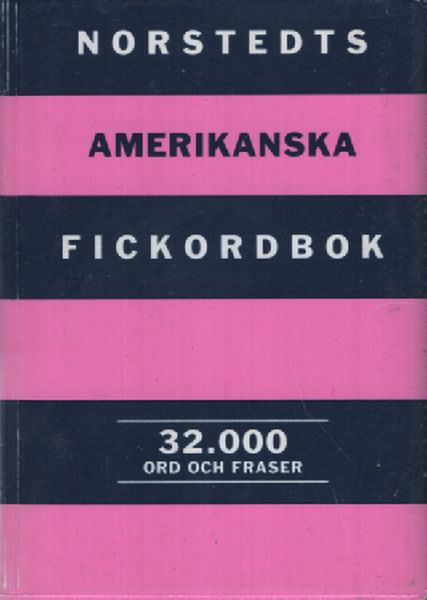 NORSTEDTS
AMERIKANSKA
FICKORDBOK
32.000
ORD OCH FRASER